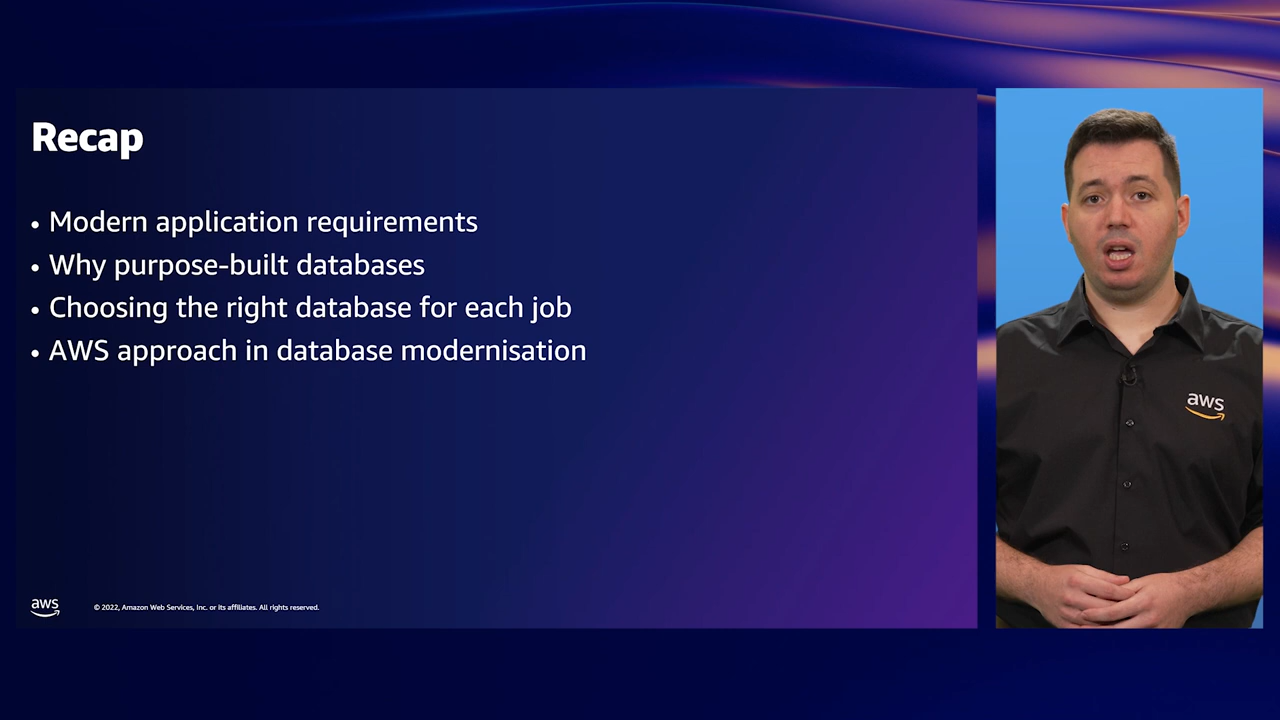 Recap
• Modern application requirements
• Why purpose-built databases
• Choosing the right database for each job
• AWS approach in database modernisation
aws
aws © 2022, Amazon Web Services, Inc. or its affiliates. All rights reserved.